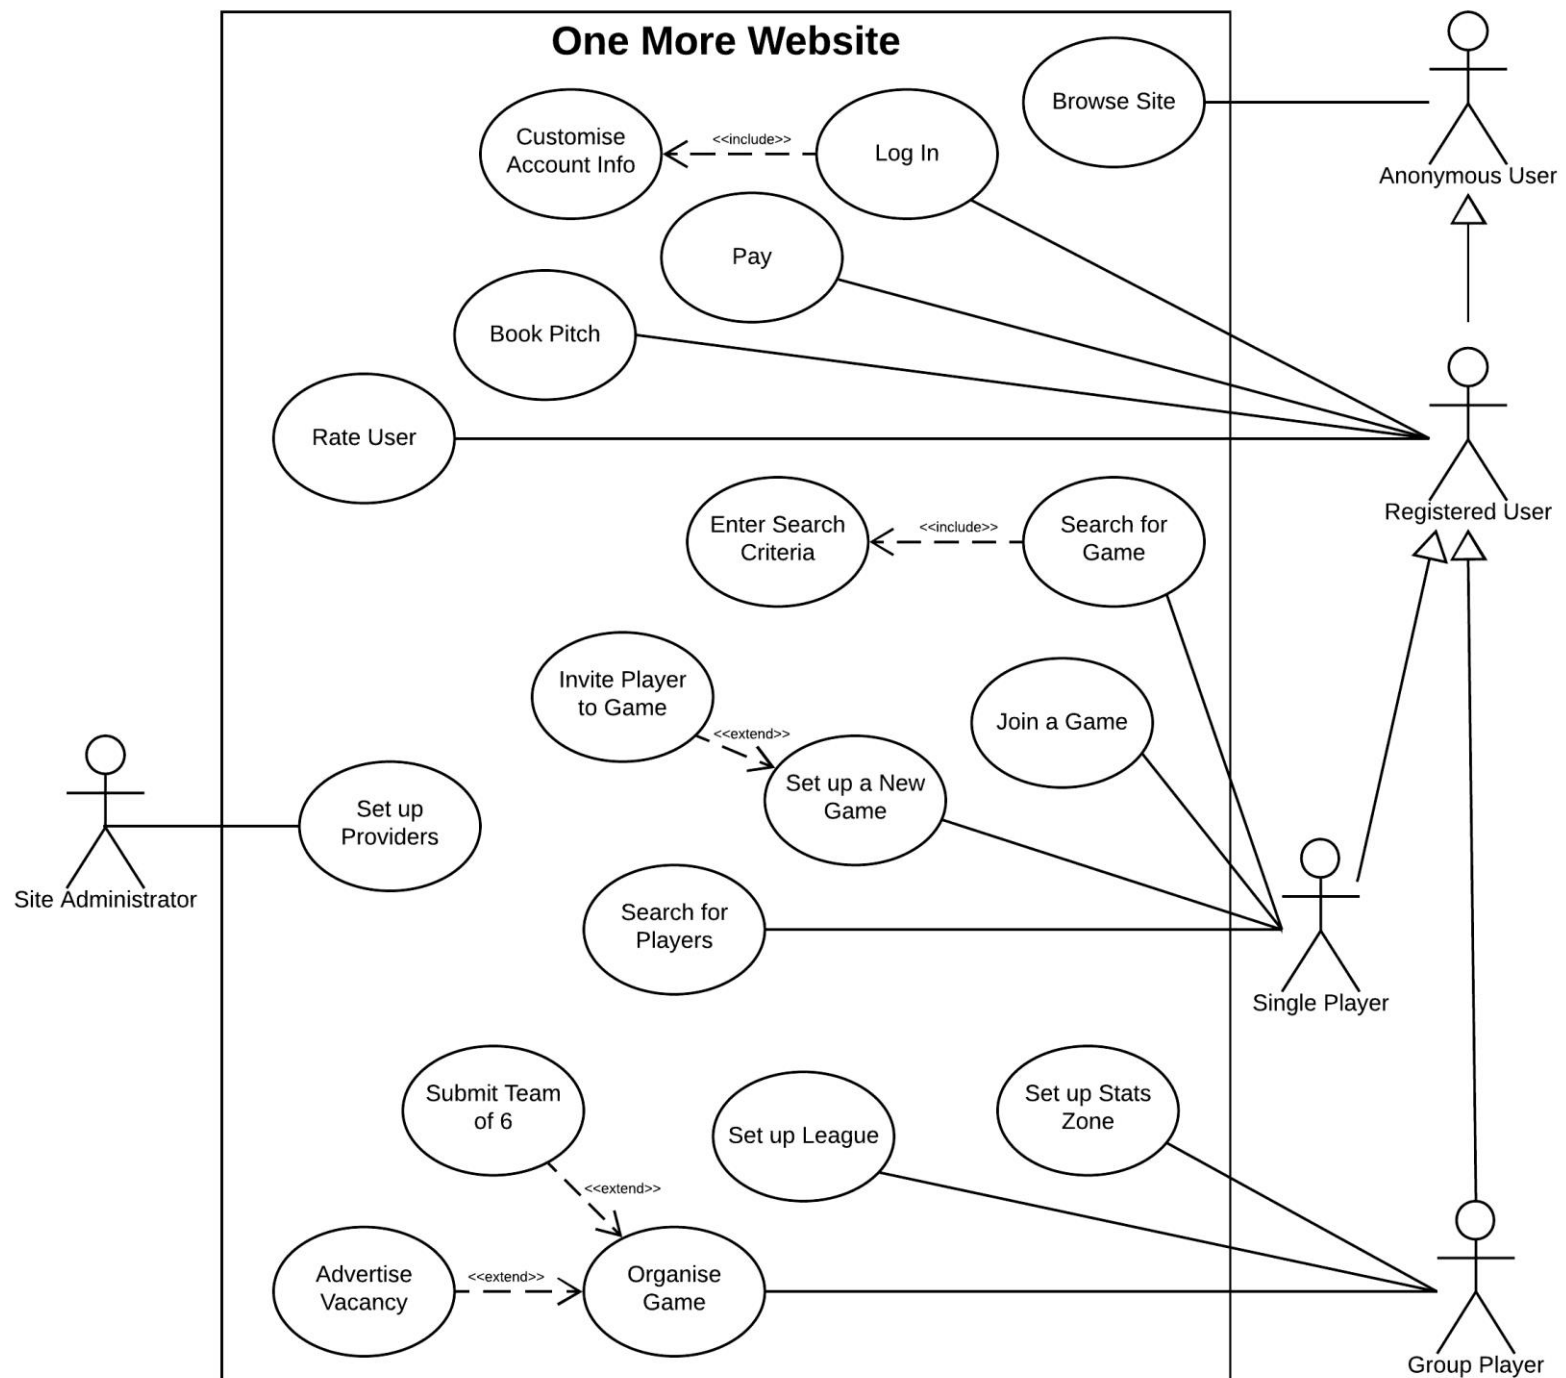 One More Website
Browse Site
Anonymous User
Customise
Account Info
<<include>>
Log In
Pay
Book Pitch
Rate User
Registered User
Enter Search
Criteria
<<include>>
Search for
Game
Invite Player
to Game
<<extend>>
Join a Game
Set up a New
Game
Set up
Providers
Site Administrator
Search for
Players
Single Player
Submit Team
of 6
<<extend>>
Set up League
Set up Stats
Zone
Advertise
Vacancy
<<extend>>
Organise
Game
Group Player